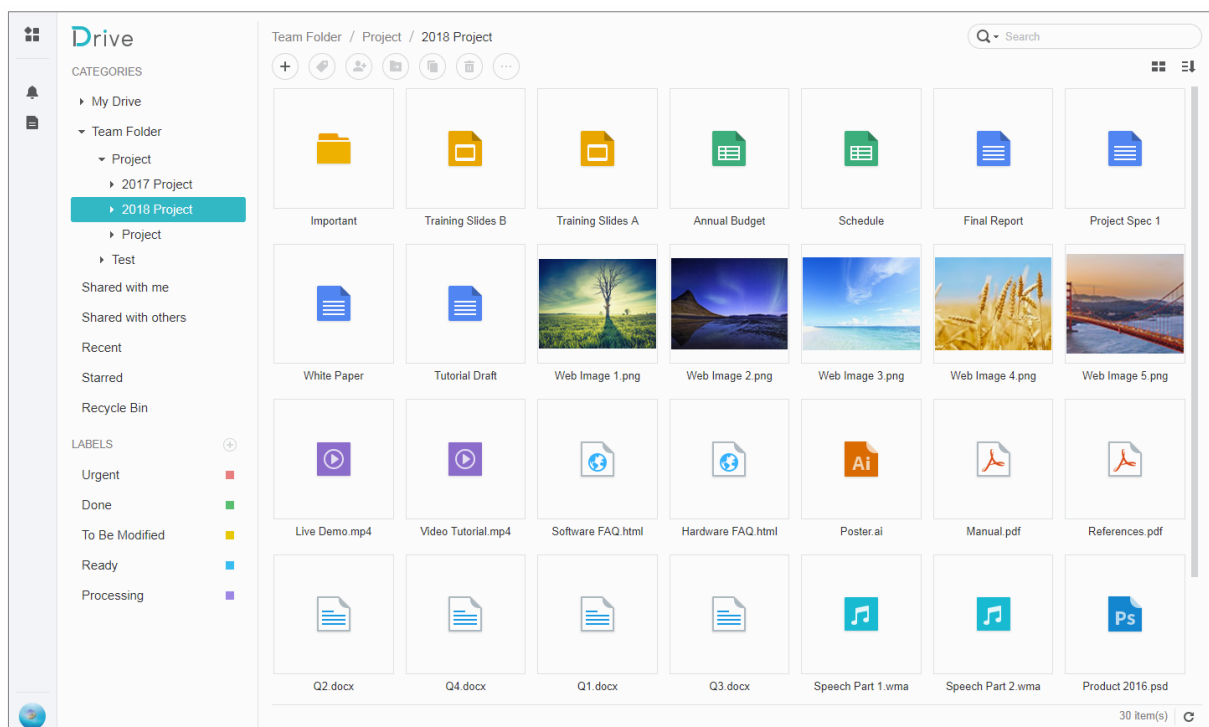 Drive
CATEGORIES
My Drive
Team Folder
Project
2017 Project
2018 Project
Project
Test
Shared with me
Shared with others
Recent
Starred
Recycle Bin
LABELS
Urgent
Done
To Be Modified
Ready
Processing
Team Folder / Project / 2018 Project
Search
Important
Training Slides B
Training Slides A
Annual Budget
Schedule
Final Report
Project Spec 1
White Paper
Tutorial Draft
Web Image 1.png
Web Image 2.png
Web Image 3.png
Web Image 4.png
Web Image 5.png
Live Demo.mp4
Video Tutorial.mp4
Software FAQ.html
Hardware FAQ.html
Ai
Poster.ai
Manual.pdf
References.pdf
Q2.docx
Q4.docx
Q1.docx
Q3.docx
Speech Part 1.wma
Speech Part 2.wma
Ps
Product 2016.psd
30 item(s)